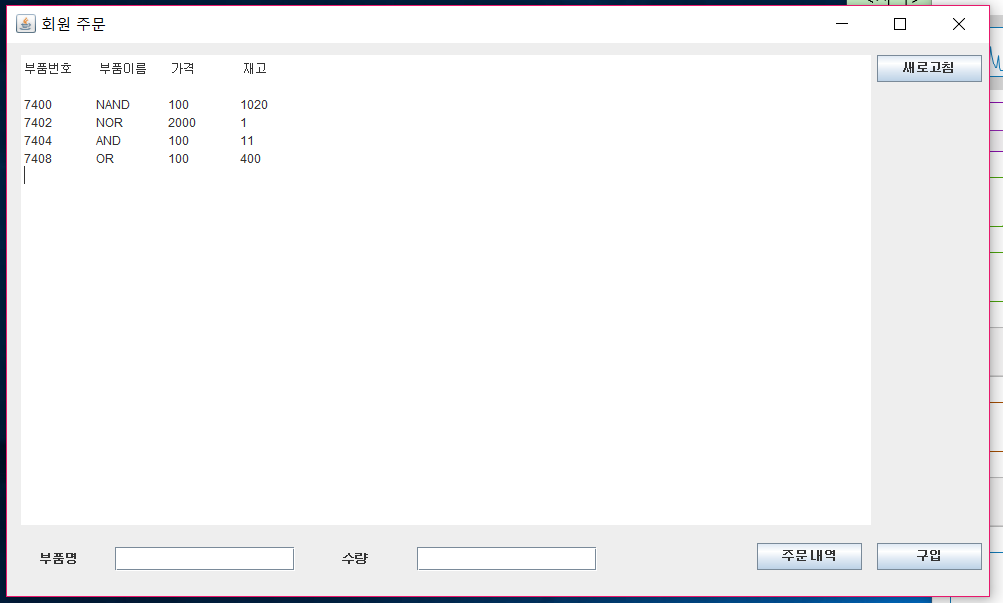 회원 주문
부품번호 부품이름 가격 재고
새로고침
7400 NAND 100 1020
7402 NOR 2000 1
7404 AND 100 11
7408 OR 100 400
부품명 수량 주문내역 구입